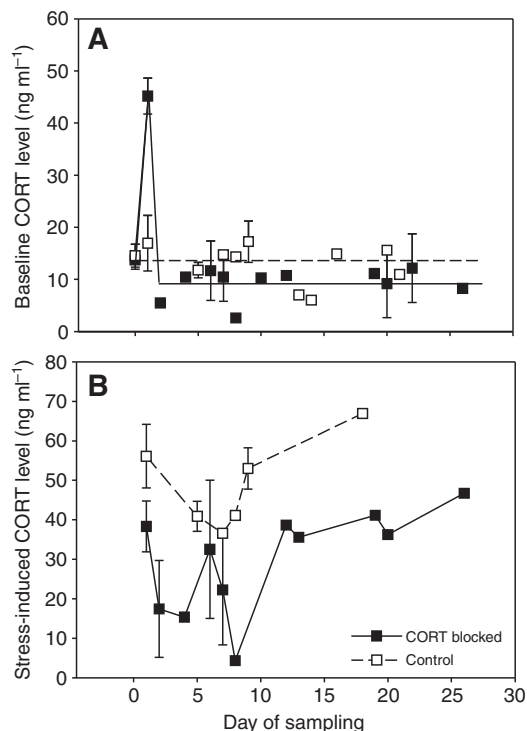 A
Baseline CORT level (ng ml⁻¹)
60
50
40
30
20
10
0
B
Stress-induced CORT level (ng ml⁻¹)
80
70
60
50
40
30
20
10
0
CORT blocked
Control
0 5 10 15 20 25 30
Day of sampling